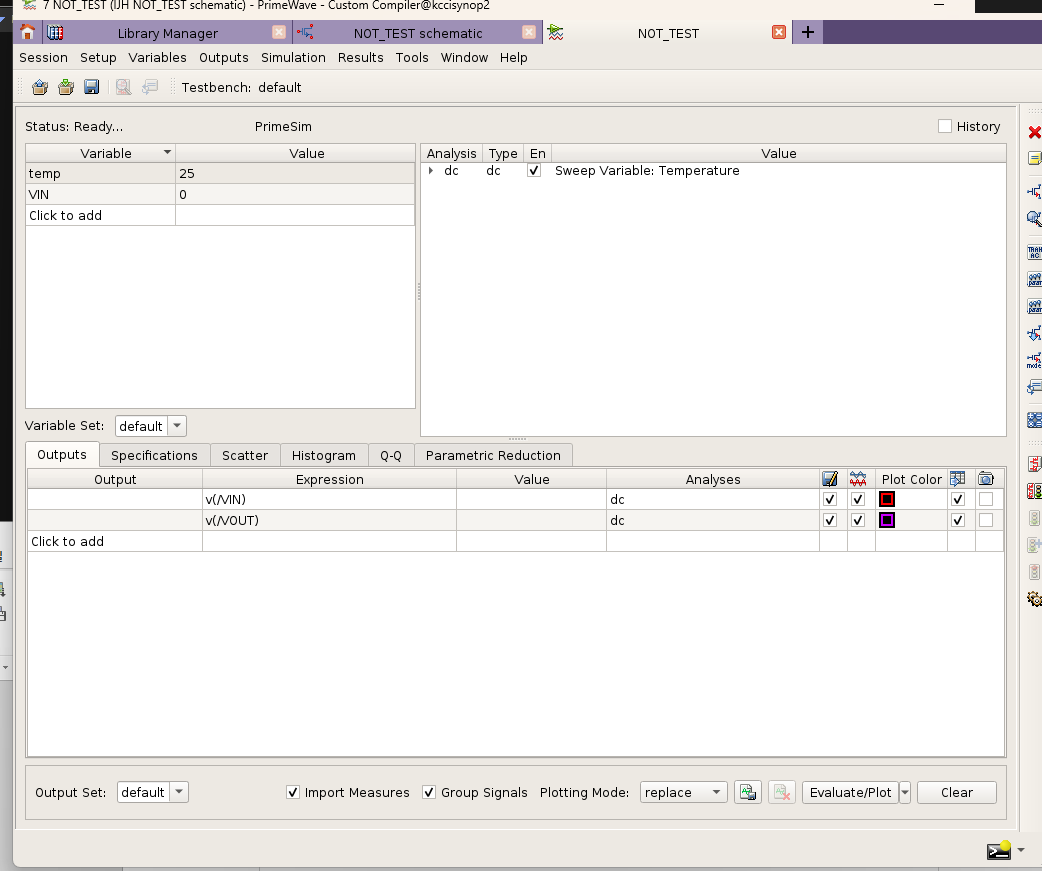 7 NOT_TEST (IJH NOT_TEST schematic) - PrimeWave - Custom Compiler@kccisynop2
Library Manager NOT_TEST schematic NOT_TEST
Session Setup Variables Outputs Simulation Results Tools Window Help
Testbench: default
Status: Ready... PrimeSim History
Variable Value Analysis Type En Value
temp 25 dc dc Sweep Variable: Temperature
VIN 0
Click to add
Variable Set: default
Outputs Specifications Scatter Histogram Q-Q Parametric Reduction
Output Expression Value Analyses Plot Color
v(/VIN) dc
v(/VOUT) dc
Click to add
Output Set: default Import Measures Group Signals Plotting Mode: replace Evaluate/Plot Clear